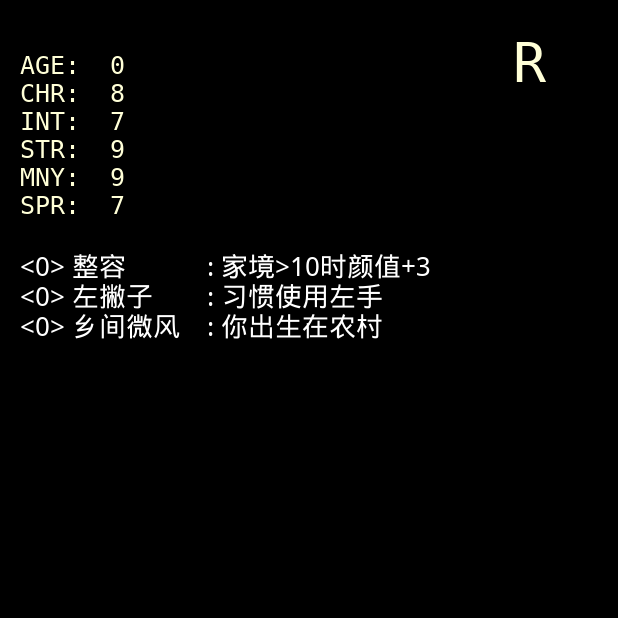 R
AGE: 0
CHR: 8
INT: 7
STR: 9
MNY: 9
SPR: 7
<0> 整容 : 家境>10时颜值+3
<0> 左撇子 : 习惯使用左手
<0> 乡间微风 : 你出生在农村